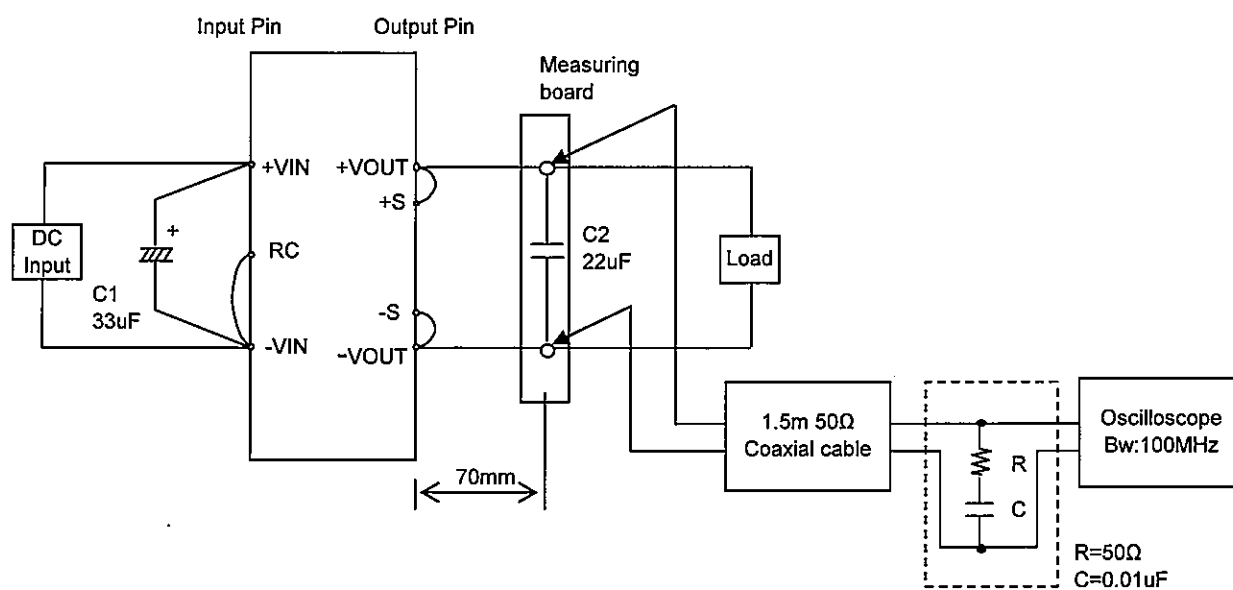 Input Pin
Output Pin
Measuring
board
+VIN
+VOUT
+S
+
DC
Input
RC
C1
33uF
C2
22uF
Load
-S
-VIN
-VOUT
1.5m 50Ω
Coaxial cable
R
C
Oscilloscope
Bw:100MHz
70mm
R=50Ω
C=0.01uF